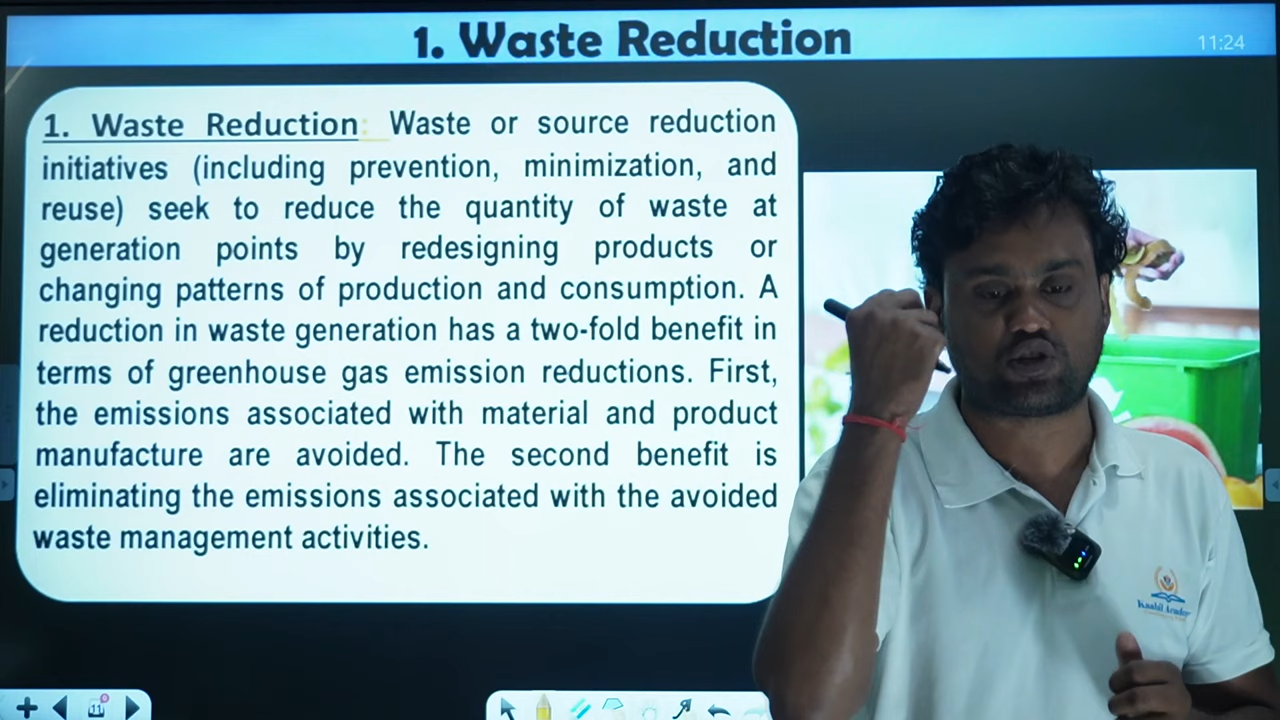 1. Waste Reduction
11:24
1. Waste Reduction: Waste or source reduction
initiatives (including prevention, minimization, and
reuse) seek to reduce the quantity of waste at
generation points by redesigning products or
changing patterns of production and consumption. A
reduction in waste generation has a two-fold benefit in
terms of greenhouse gas emission reductions. First,
the emissions associated with material and product
manufacture are avoided. The second benefit is
eliminating the emissions associated with the avoided
waste management activities.
11